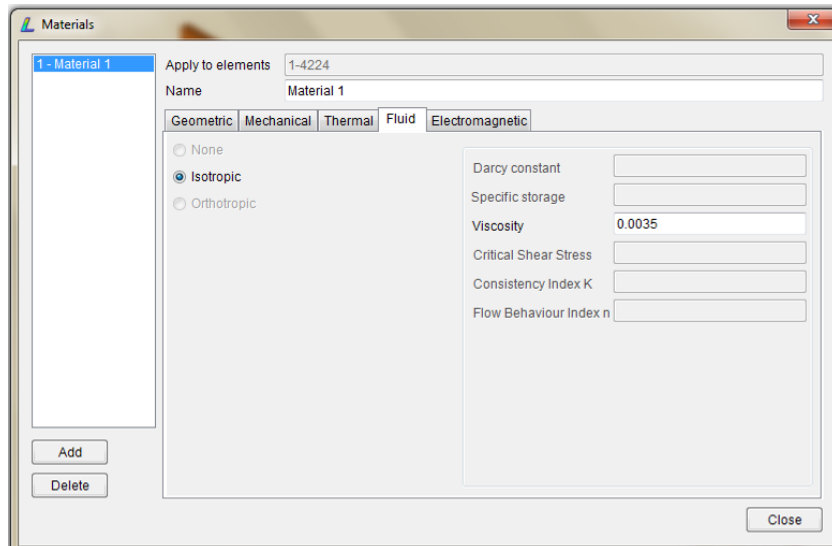 Materials
1 - Material 1
Apply to elements 1-4224
Name Material 1
Geometric Mechanical Thermal Fluid Electromagnetic
None
Isotropic
Orthotropic
Darcy constant
Specific storage
Viscosity 0.0035
Critical Shear Stress
Consistency Index K
Flow Behaviour Index n
Add
Delete
Close